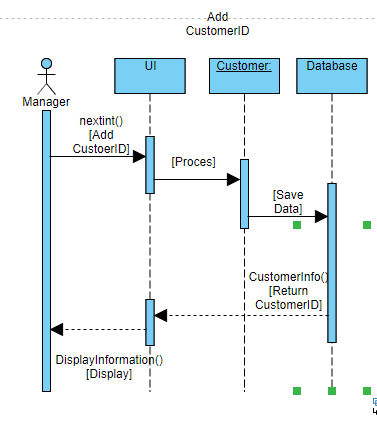 Add
CustomerID
UI
Customer:
Database
Manager
nextint()
[Add
CustoerID]
[Proces]
[Save
Data]
CustomerInfo()
[Return
CustomerID]
DisplayInformation()
[Display]